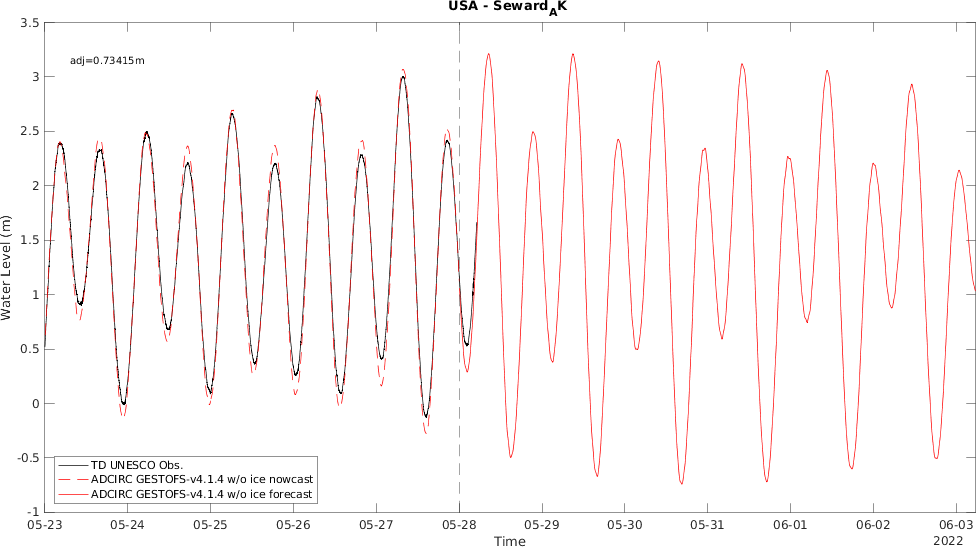 USA - Seward_AK
adj=0.73415m
3.5
3
2.5
2
1.5
1
0.5
0
-0.5
-1
Water Level (m)
TD UNESCO Obs.
ADCIRC GESTOFS-v4.1.4 w/o ice nowcast
ADCIRC GESTOFS-v4.1.4 w/o ice forecast
05-23 05-24 05-25 05-26 05-27 05-28 05-29 05-30 05-31 06-01 06-02 06-03
Time
2022